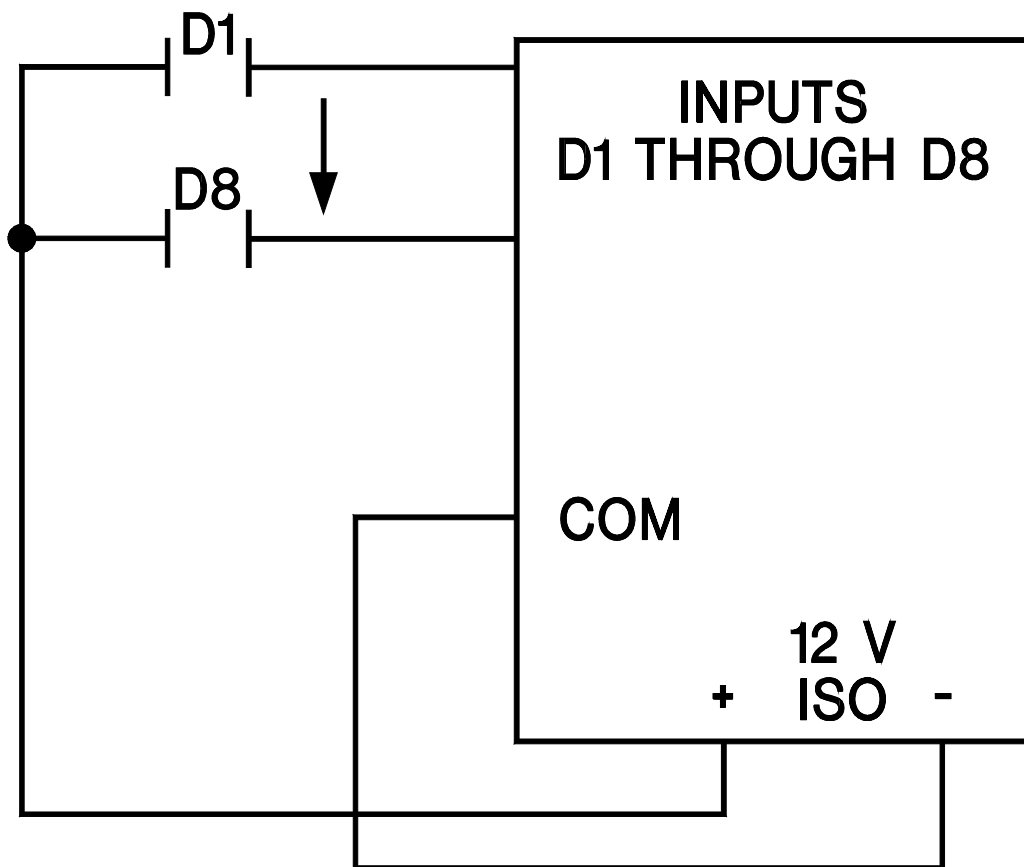 D1
INPUTS
D1 THROUGH D8
D8
COM
12 V
+ ISO -